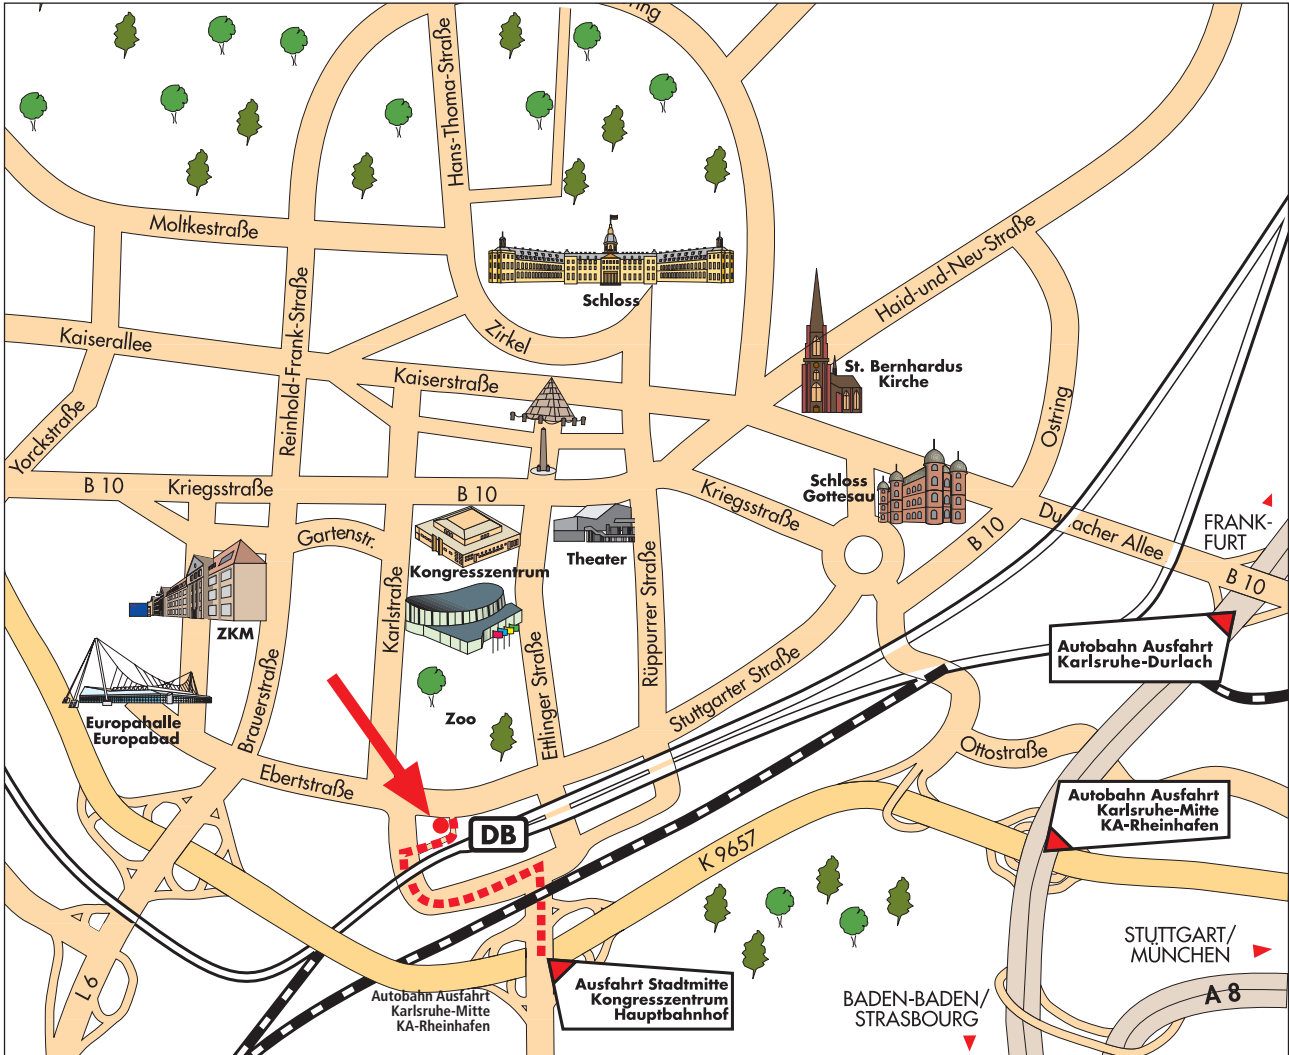 ring
Hans-Thoma-Straße
Moltkestraße
Haid-und-Neu-Straße
Schloss
Kaiserallee
Reinhold-Frank-Straße
Zirkel
Kaiserstraße
St. Bernhardus
Kirche
Yorckstraße
Ostring
B 10
Kriegsstraße
B 10
Kriegsstraße
Schloss
Gottesau
B 10
Durlacher Allee
FRANK-
FURT
B 10
Gartenstr.
Kongresszentrum
Theater
Karlstraße
Rüppurrer Straße
ZKM
Autobahn Ausfahrt
Karlsruhe-Durlach
Brauerstraße
Ettlinger Straße
Stuttgarter Straße
Zoo
Europahalle
Europabad
Ottostraße
Ebertstraße
Autobahn Ausfahrt
Karlsruhe-Mitte
KA-Rheinhafen
DB
K 9657
STUTTGART/
MÜNCHEN
L 6
Ausfahrt Stadtmitte
Kongresszentrum
Hauptbahnhof
Autobahn Ausfahrt
Karlsruhe-Mitte
KA-Rheinhafen
BADEN-BADEN/
STRASBOURG
A 8